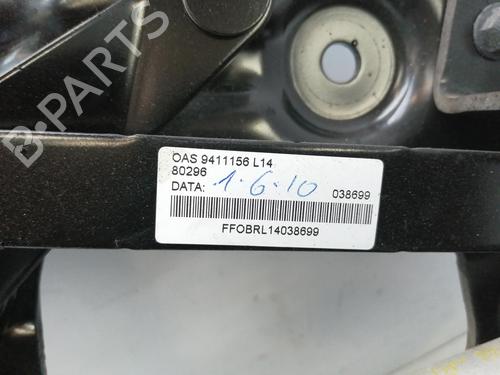 B-PARTS
OAS 9411156 L14
80296
DATA: 1.6.10 038699
FFOBRL14038699